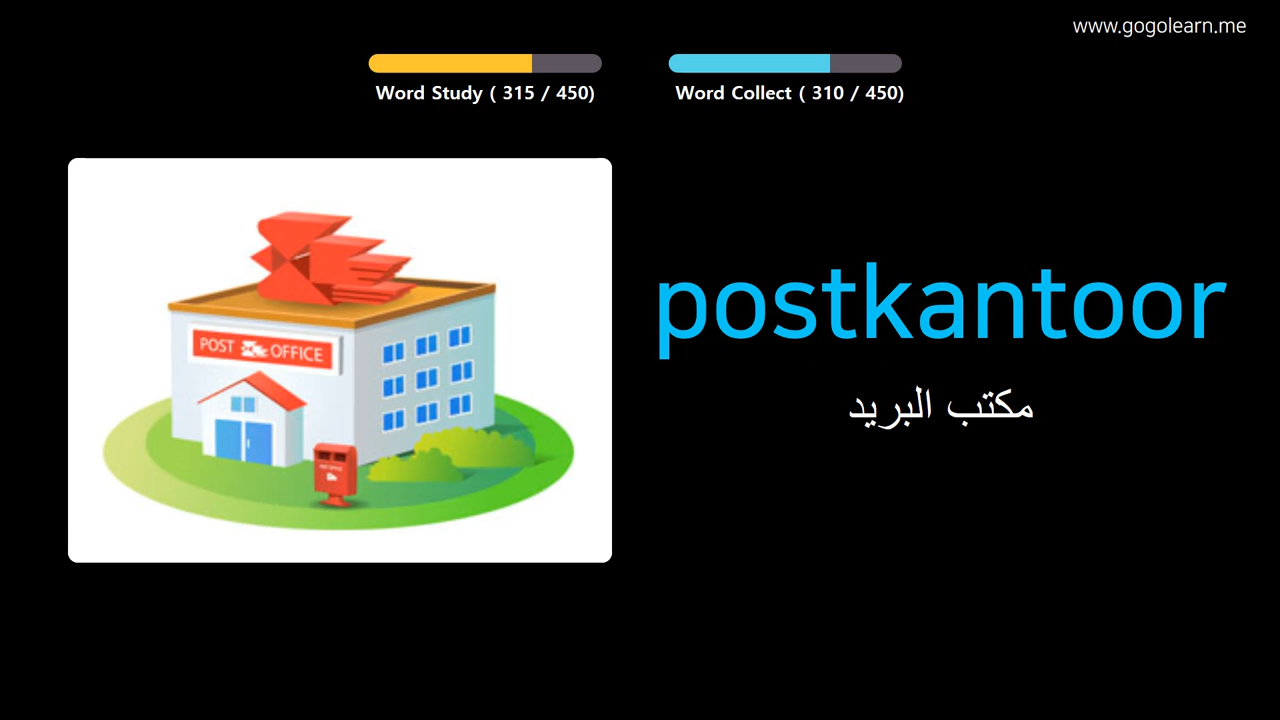 www.gogolearn.me
Word Study ( 315 / 450)
Word Collect ( 310 / 450)
POST OFFICE
postkantoor
مكتب البريد